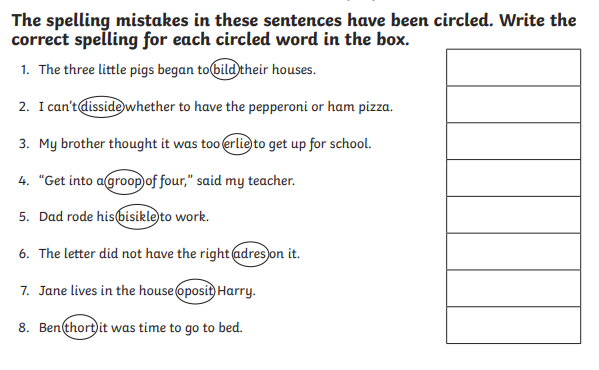 The spelling mistakes in these sentences have been circled. Write the
correct spelling for each circled word in the box.
1. The three little pigs began to bild their houses.
2. I can't disside whether to have the pepperoni or ham pizza.
3. My brother thought it was too erlie to get up for school.
4. "Get into a groop of four," said my teacher.
5. Dad rode his bisikle to work.
6. The letter did not have the right adres on it.
7. Jane lives in the house oposit Harry.
8. Ben thort it was time to go to bed.